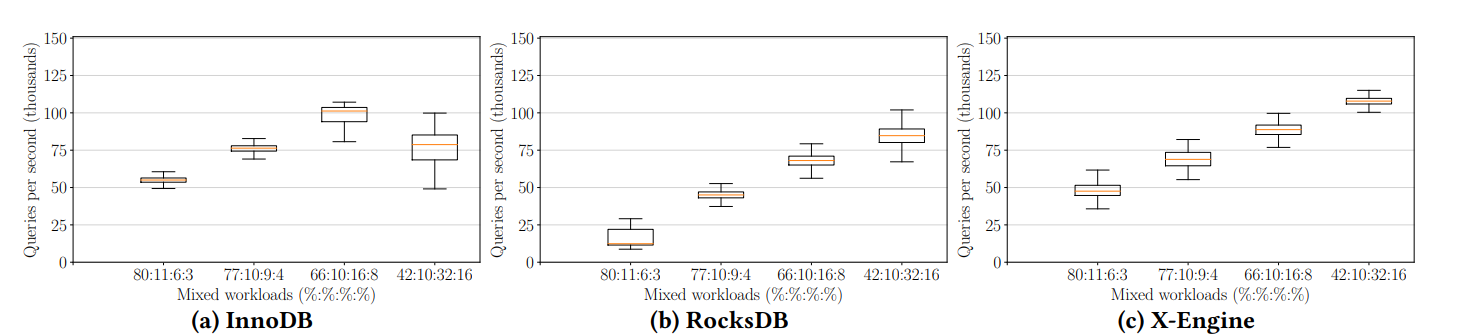 150
125
100
75
50
25
0
Queries per second (thousands)
80:11:6:3 77:10:9:4 66:10:16:8 42:10:32:16
Mixed workloads (%:%:%:%)
(a) InnoDB
150
125
100
75
50
25
0
Queries per second (thousands)
80:11:6:3 77:10:9:4 66:10:16:8 42:10:32:16
Mixed workloads (%:%:%:%)
(b) RocksDB
150
125
100
75
50
25
0
Queries per second (thousands)
80:11:6:3 77:10:9:4 66:10:16:8 42:10:32:16
Mixed workloads (%:%:%:%)
(c) X-Engine